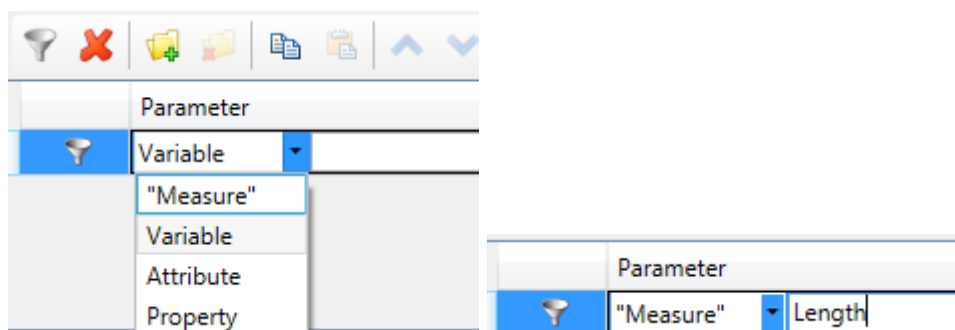 Parameter
Variable
"Measure"
Variable
Attribute
Property
Parameter
"Measure" Length